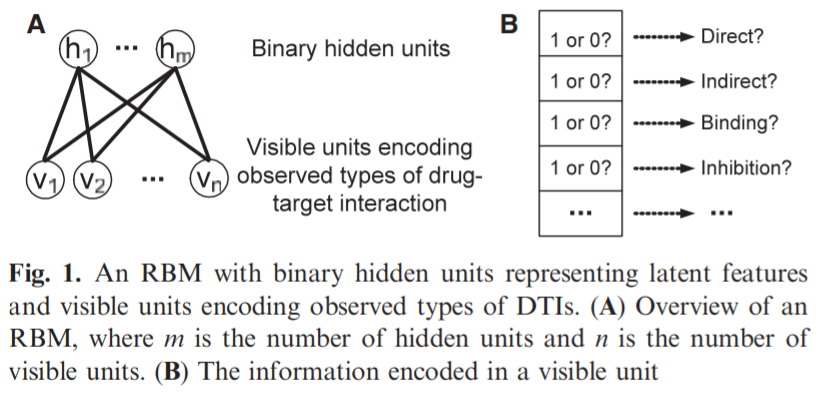 A
h1 ... hm
Binary hidden units
Visible units encoding
observed types of drug-
target interaction
v1 v2 ... vn
B
1 or 0? Direct?
1 or 0? Indirect?
1 or 0? Binding?
1 or 0? Inhibition?
... ...
Fig. 1. An RBM with binary hidden units representing latent features
and visible units encoding observed types of DTIs. (A) Overview of an
RBM, where m is the number of hidden units and n is the number of
visible units. (B) The information encoded in a visible unit